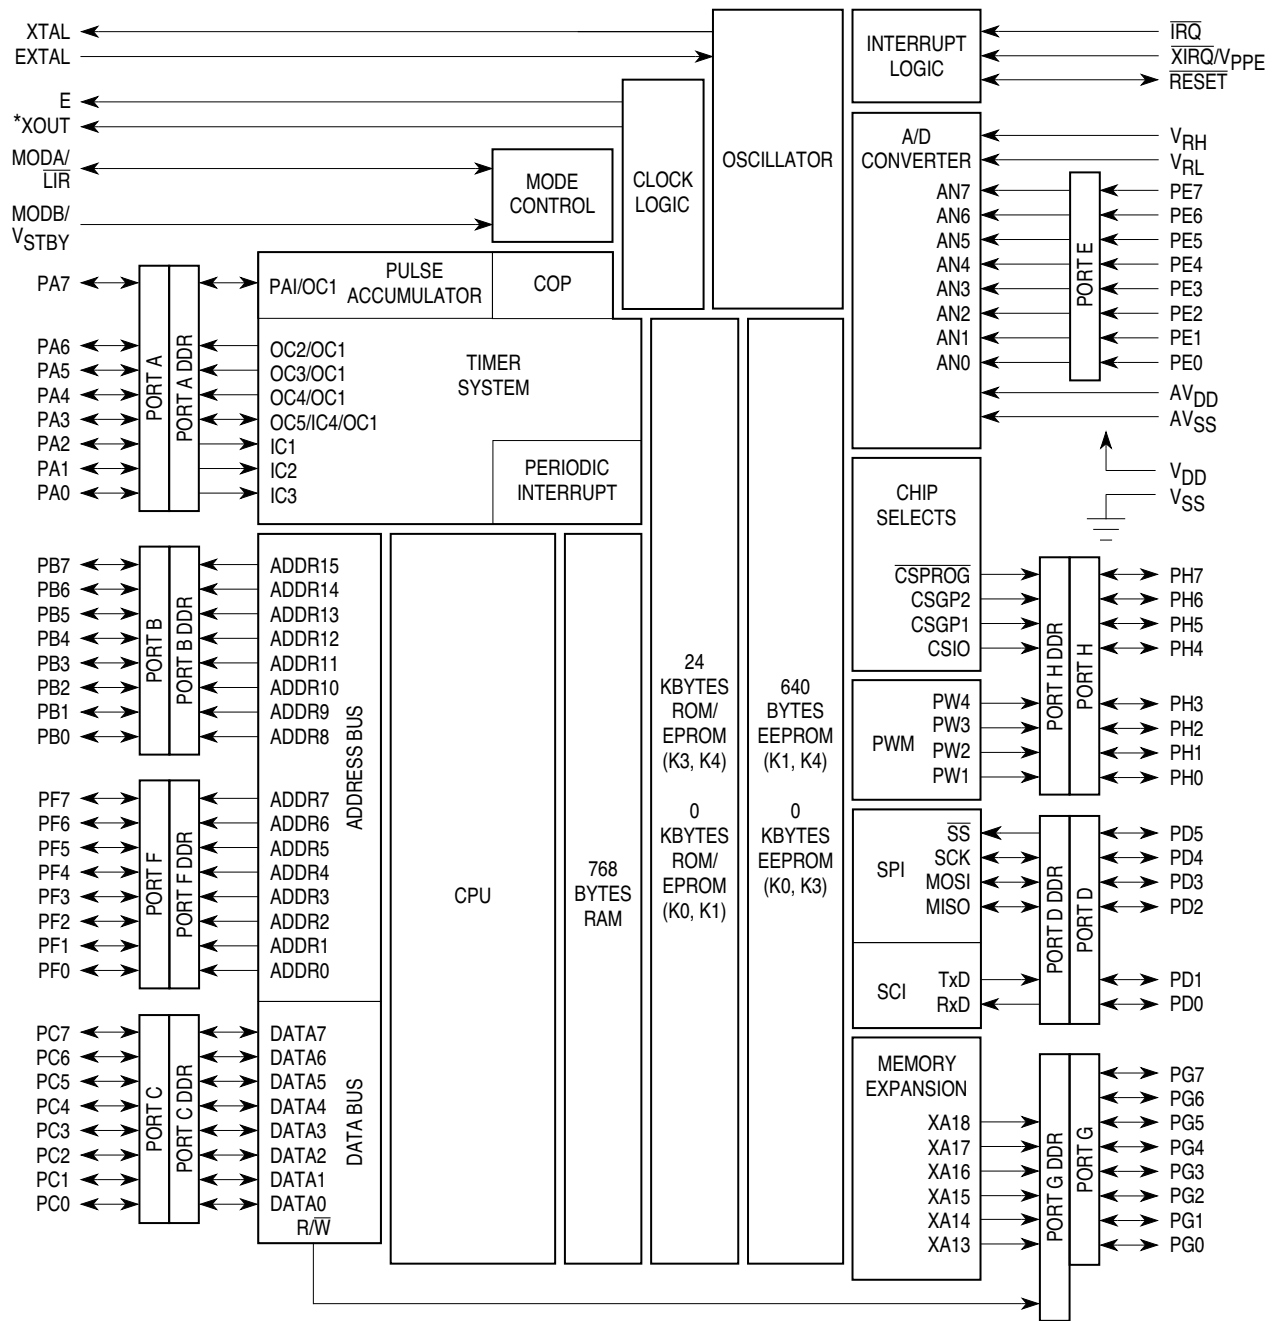 XTAL
EXTAL
E
*XOUT
MODA/
LIR
MODB/
VSTBY
MODE
CONTROL
CLOCK
LOGIC
OSCILLATOR
INTERRUPT
LOGIC
IRQ
XIRQ/VPPE
RESET
A/D
CONVERTER
VRH
VRL
AN7
AN6
AN5
AN4
AN3
AN2
AN1
AN0
PORT E
PE7
PE6
PE5
PE4
PE3
PE2
PE1
PE0
AVDD
AVSS
VDD
VSS
PA7
PA6
PA5
PA4
PA3
PA2
PA1
PA0
PORT A
PORT A DDR
PAI/OC1
PULSE
ACCUMULATOR
COP
OC2/OC1
OC3/OC1
OC4/OC1
OC5/IC4/OC1
IC1
IC2
IC3
TIMER
SYSTEM
PERIODIC
INTERRUPT
PB7
PB6
PB5
PB4
PB3
PB2
PB1
PB0
PORT B
PORT B DDR
ADDR15
ADDR14
ADDR13
ADDR12
ADDR11
ADDR10
ADDR9
ADDR8
PF7
PF6
PF5
PF4
PF3
PF2
PF1
PF0
PORT F
PORT F DDR
ADDR7
ADDR6
ADDR5
ADDR4
ADDR3
ADDR2
ADDR1
ADDR0
ADDRESS BUS
PC7
PC6
PC5
PC4
PC3
PC2
PC1
PC0
PORT C
PORT C DDR
DATA7
DATA6
DATA5
DATA4
DATA3
DATA2
DATA1
DATA0
R/W
DATA BUS
CPU
768
BYTES
RAM
24
KBYTES
ROM/
EPROM
(K3, K4)
0
KBYTES
ROM/
EPROM
(K0, K1)
640
BYTES
EEPROM
(K1, K4)
0
KBYTES
EEPROM
(K0, K3)
CHIP
SELECTS
CSPROG
CSGP2
CSGP1
CSIO
PWM
PW4
PW3
PW2
PW1
PORT H DDR
PORT H
PH7
PH6
PH5
PH4
PH3
PH2
PH1
PH0
SPI
SS
SCK
MOSI
MISO
SCI
TxD
RxD
PORT D DDR
PORT D
PD5
PD4
PD3
PD2
PD1
PD0
MEMORY
EXPANSION
XA18
XA17
XA16
XA15
XA14
XA13
PORT G DDR
PORT G
PG7
PG6
PG5
PG4
PG3
PG2
PG1
PG0